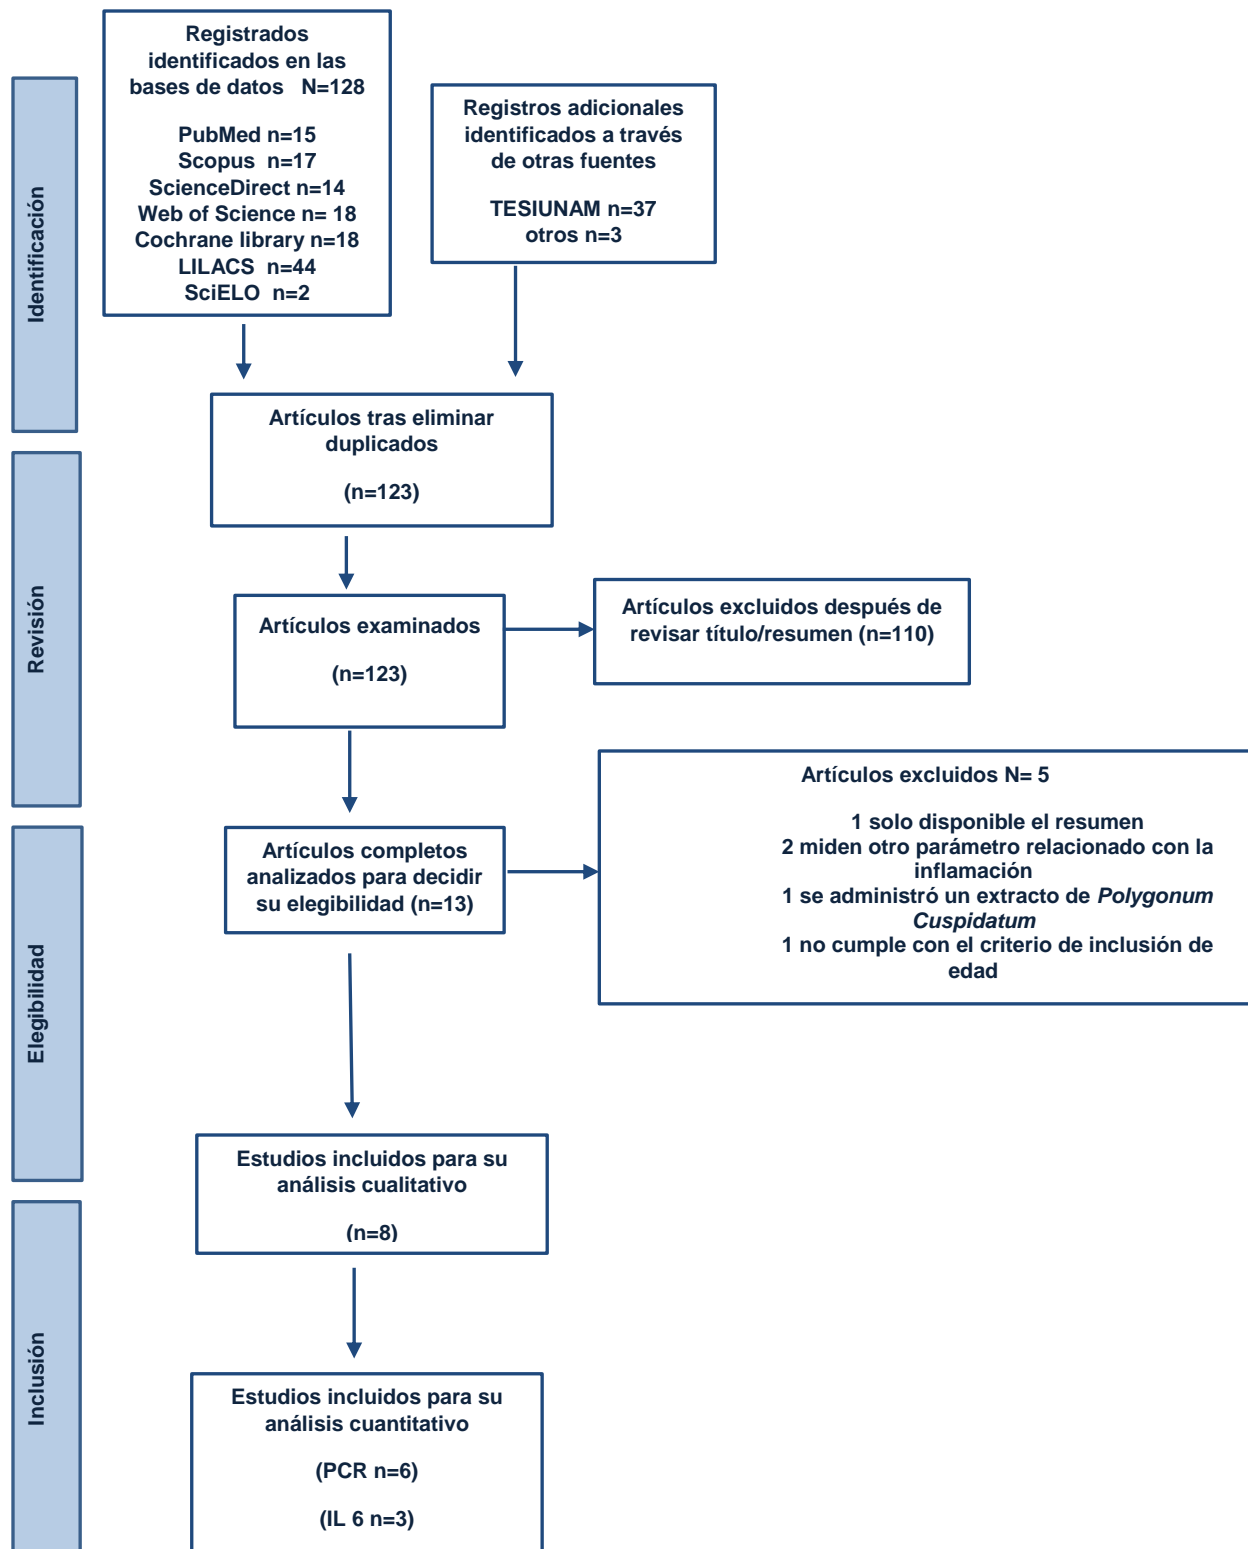 Identificación
Registrados
identificados en las
bases de datos N=128
PubMed n=15
Scopus n=17
ScienceDirect n=14
Web of Science n= 18
Cochrane library n=18
LILACS n=44
SciELO n=2
Registros adicionales
identificados a través
de otras fuentes
TESIUNAM n=37
otros n=3
Artículos tras eliminar
duplicados
(n=123)
Revisión
Artículos examinados
(n=123)
Artículos excluidos después de
revisar título/resumen (n=110)
Elegibilidad
Artículos completos
analizados para decidir
su elegibilidad (n=13)
Artículos excluidos N= 5
1 solo disponible el resumen
2 miden otro parámetro relacionado con la
inflamación
1 se administró un extracto de Polygonum
Cuspidatum
1 no cumple con el criterio de inclusión de
edad
Estudios incluidos para su
análisis cualitativo
(n=8)
Inclusión
Estudios incluidos para su
análisis cuantitativo
(PCR n=6)
(IL 6 n=3)